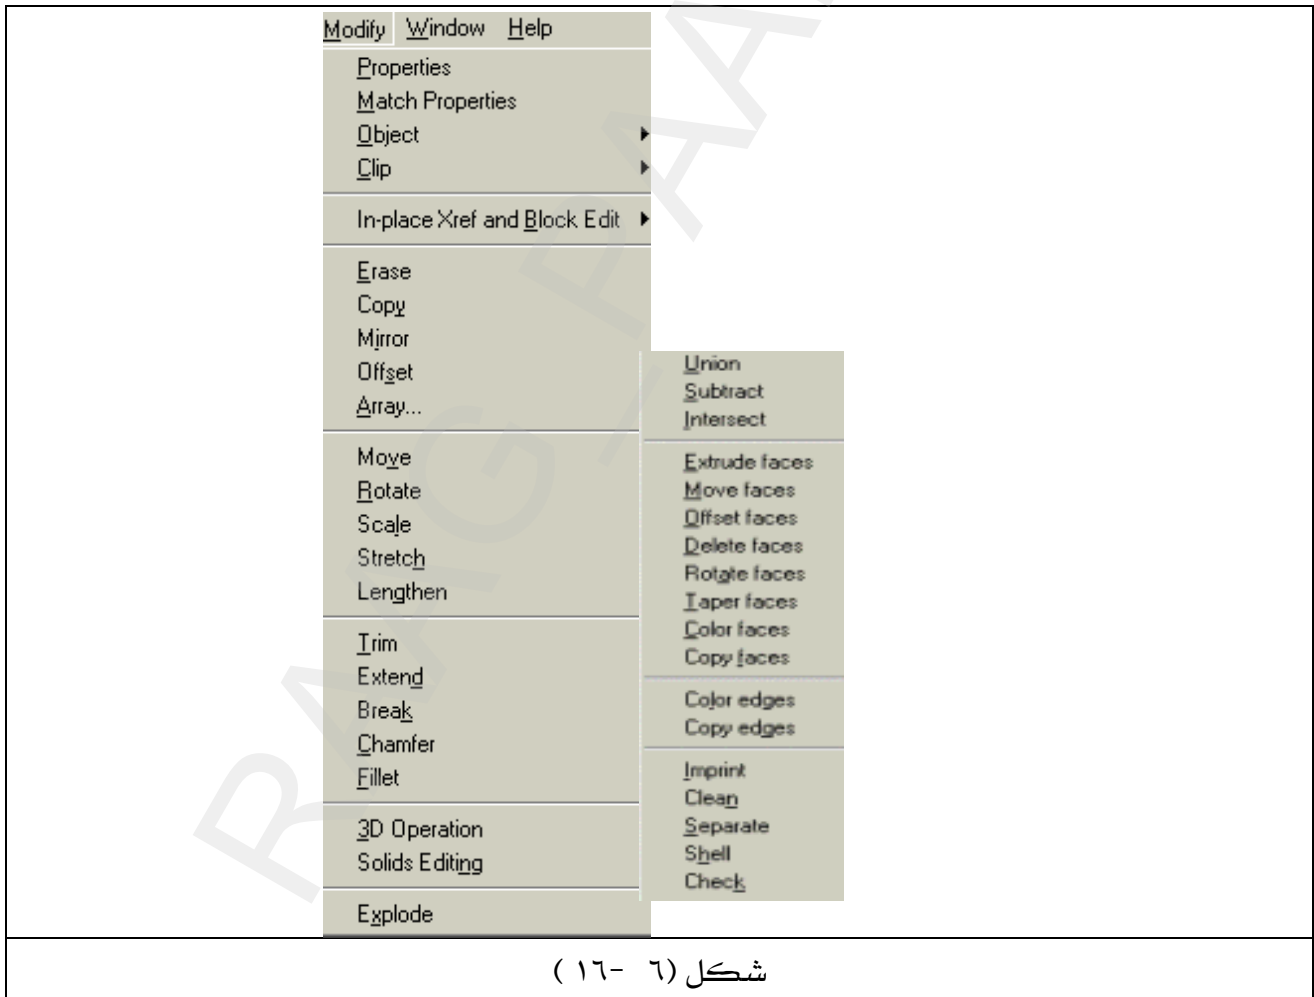 Modify Window Help
Properties
Match Properties
Object
Clip
In-place Xref and Block Edit
Erase
Copy
Mirror
Offset
Array...
Move
Rotate
Scale
Stretch
Lengthen
Trim
Extend
Break
Chamfer
Fillet
3D Operation
Solids Editing
Explode
Union
Subtract
Intersect
Extrude faces
Move faces
Offset faces
Delete faces
Rotate faces
Taper faces
Color faces
Copy faces
Color edges
Copy edges
Imprint
Clean
Separate
Shell
Check
شكل (٦ -١٦ )